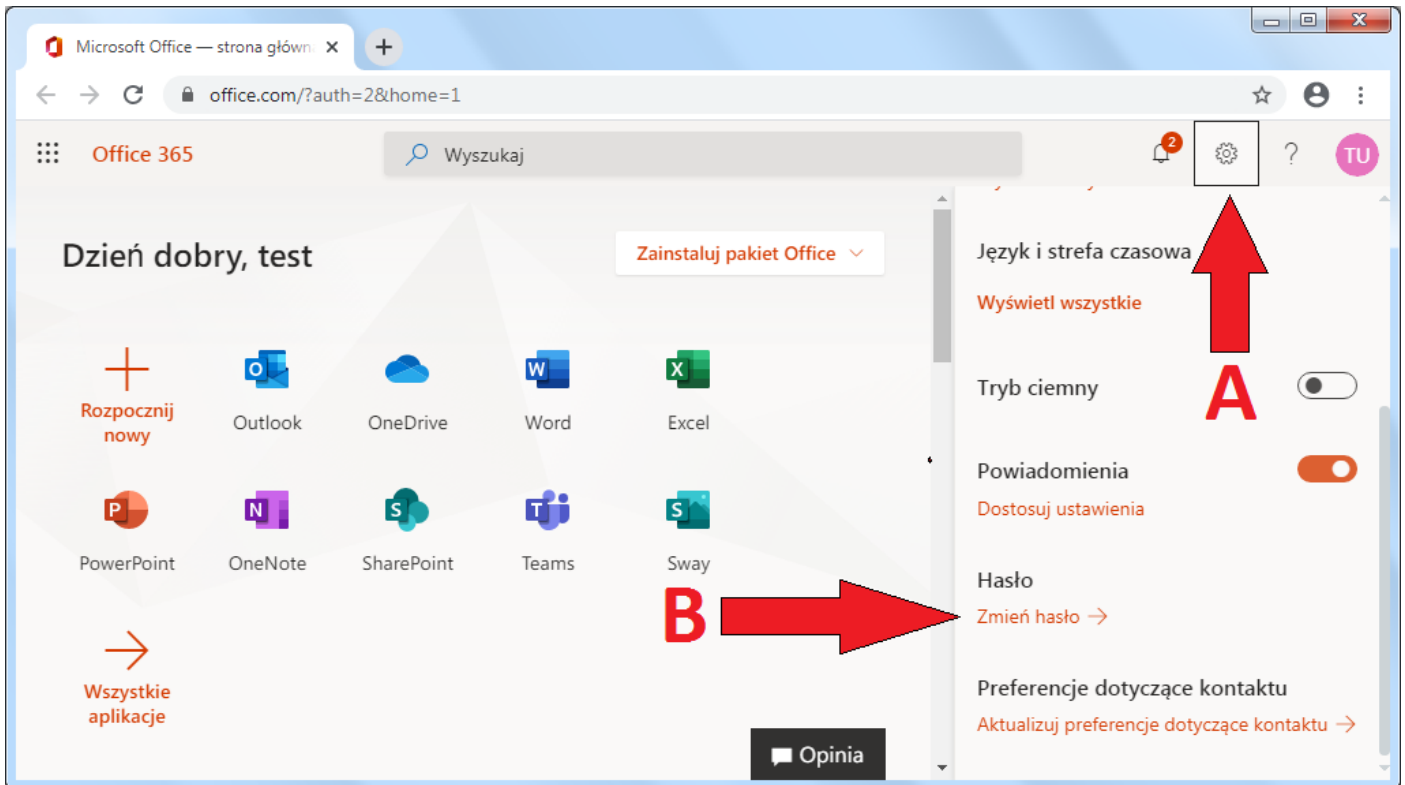 Microsoft Office — strona główn
office.com/?auth=2&home=1
Office 365
Wyszukaj
2
?
TU
Dzień dobry, test
Zainstaluj pakiet Office
Rozpocznij
nowy
Outlook
OneDrive
Word
Excel
PowerPoint
OneNote
SharePoint
Teams
Sway
Wszystkie
aplikacje
Opinia
Język i strefa czasowa
Wyświetl wszystkie
Tryb ciemny
A
Powiadomienia
Dostosuj ustawienia
Hasło
B
Zmień hasło →
Preferencje dotyczące kontaktu
Aktualizuj preferencje dotyczące kontaktu →